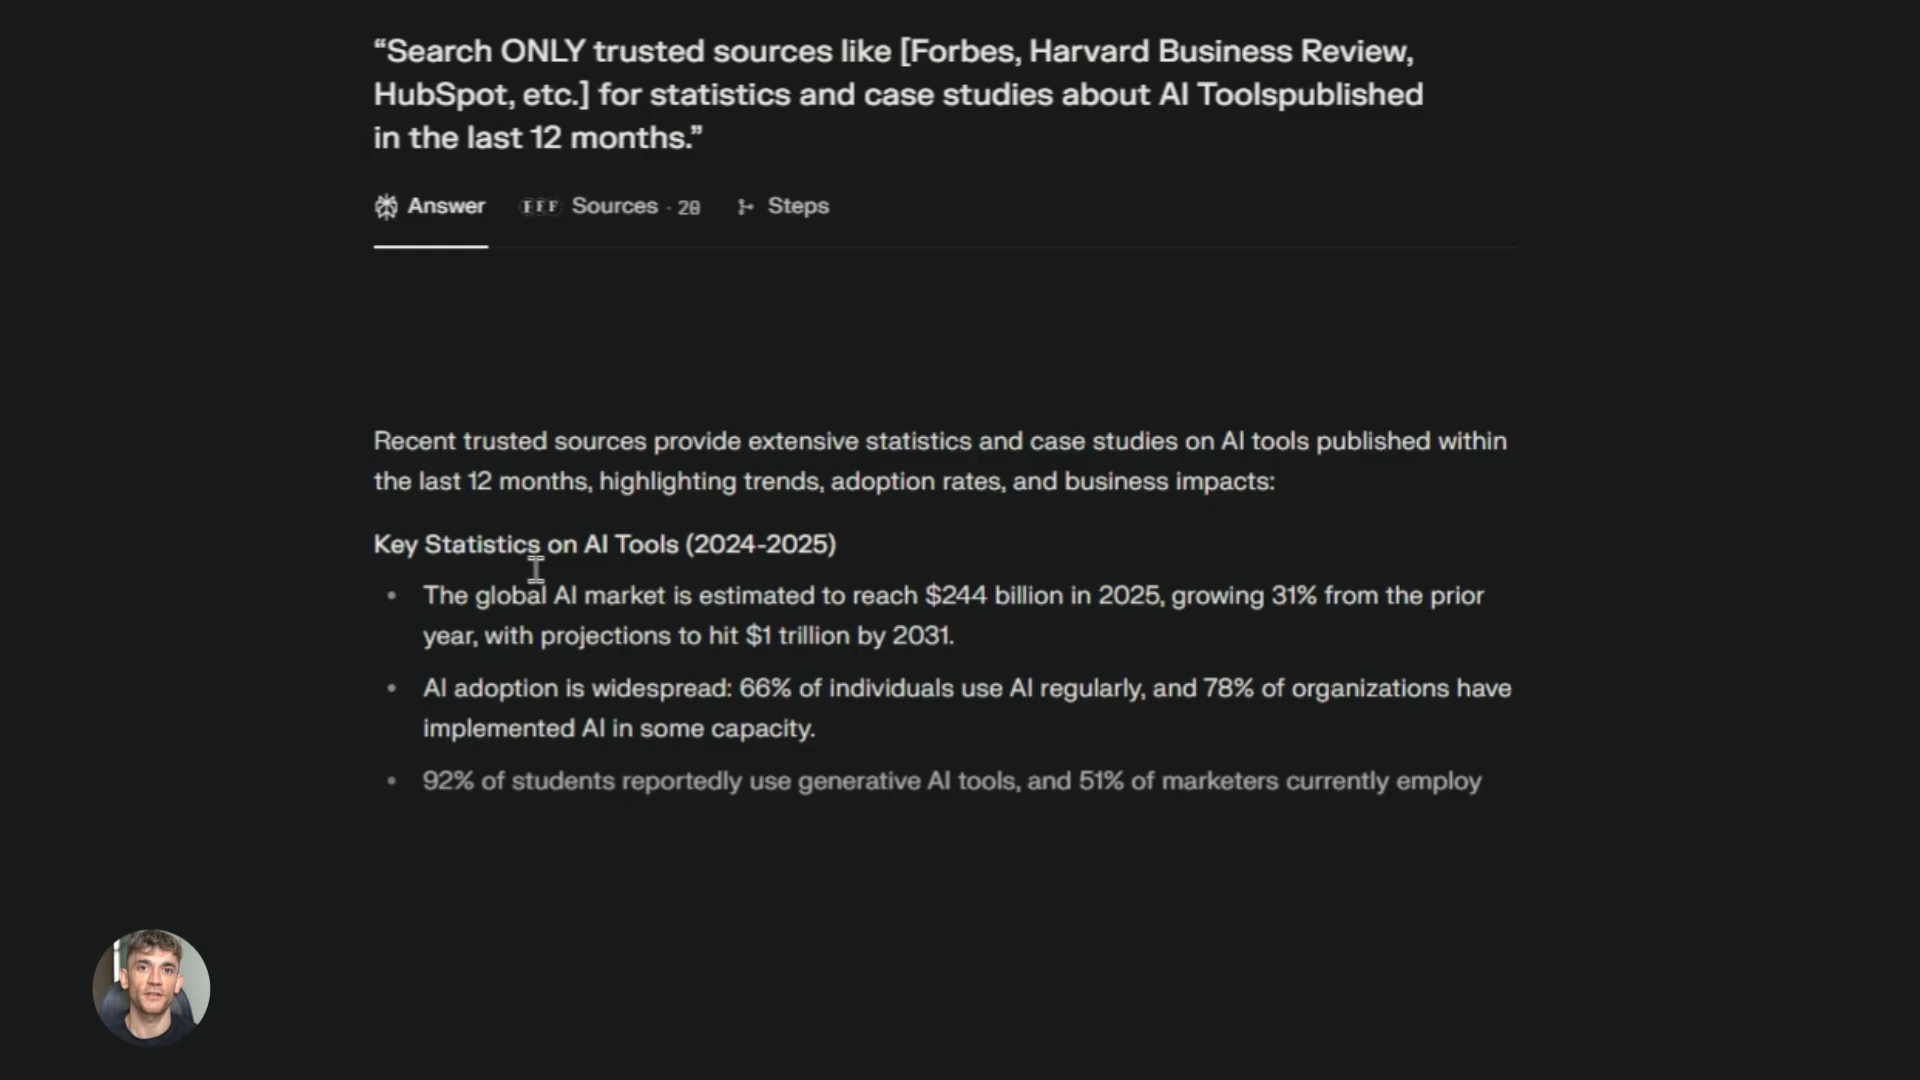 “Search ONLY trusted sources like [Forbes, Harvard Business Review,
HubSpot, etc.] for statistics and case studies about AI Toolspublished
in the last 12 months.”
Answer FFF Sources · 20 Steps
Recent trusted sources provide extensive statistics and case studies on AI tools published within
the last 12 months, highlighting trends, adoption rates, and business impacts:
Key Statistics on AI Tools (2024-2025)
• The global AI market is estimated to reach $244 billion in 2025, growing 31% from the prior
year, with projections to hit $1 trillion by 2031.
• AI adoption is widespread: 66% of individuals use AI regularly, and 78% of organizations have
implemented AI in some capacity.
• 92% of students reportedly use generative AI tools, and 51% of marketers currently employ